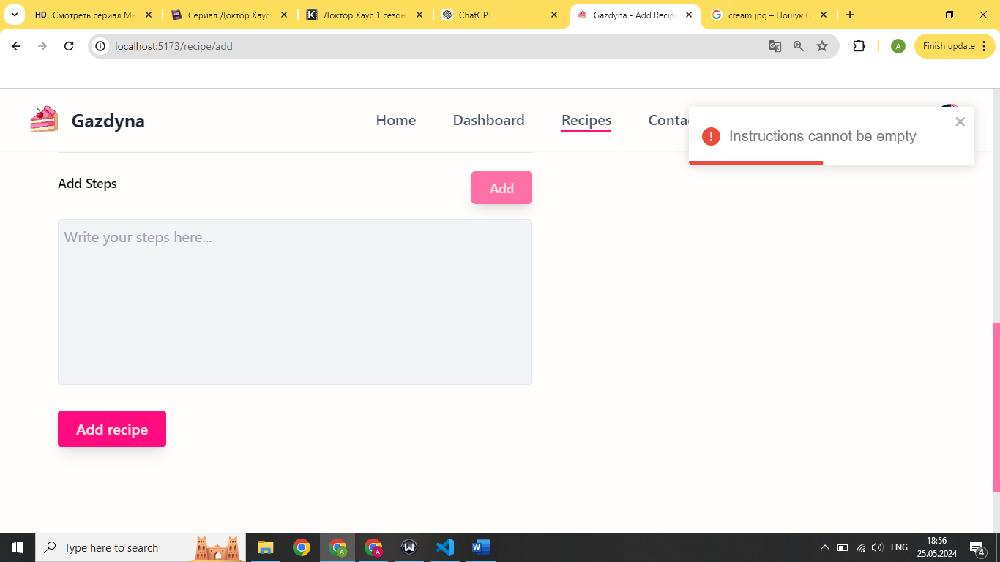 HD Смотреть сериал Мы
Сериал Доктор Хаус
Доктор Хаус 1 сезон
ChatGPT
Gazdyna - Add Recip
cream jpg – Пошук G
localhost:5173/recipe/add
A
Finish update
Gazdyna
Home
Dashboard
Recipes
Conta
Instructions cannot be empty
Add Steps
Add
Write your steps here...
Add recipe
Type here to search
ENG
18:56
25.05.2024
4